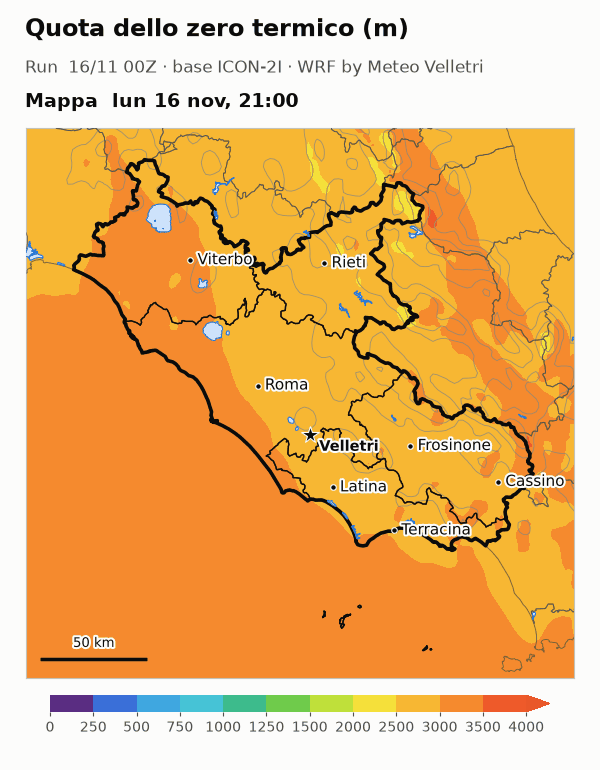 Quota dello zero termico (m)
Run  16/11 00Z · base ICON-2I · WRF by Meteo Velletri
Mappa  lun 16 nov, 21:00
Viterbo
Rieti
Roma
Velletri
Frosinone
Cassino
Latina
Terracina
50 km
0 250 500 750 1000 1250 1500 2000 2500 3000 3500 4000